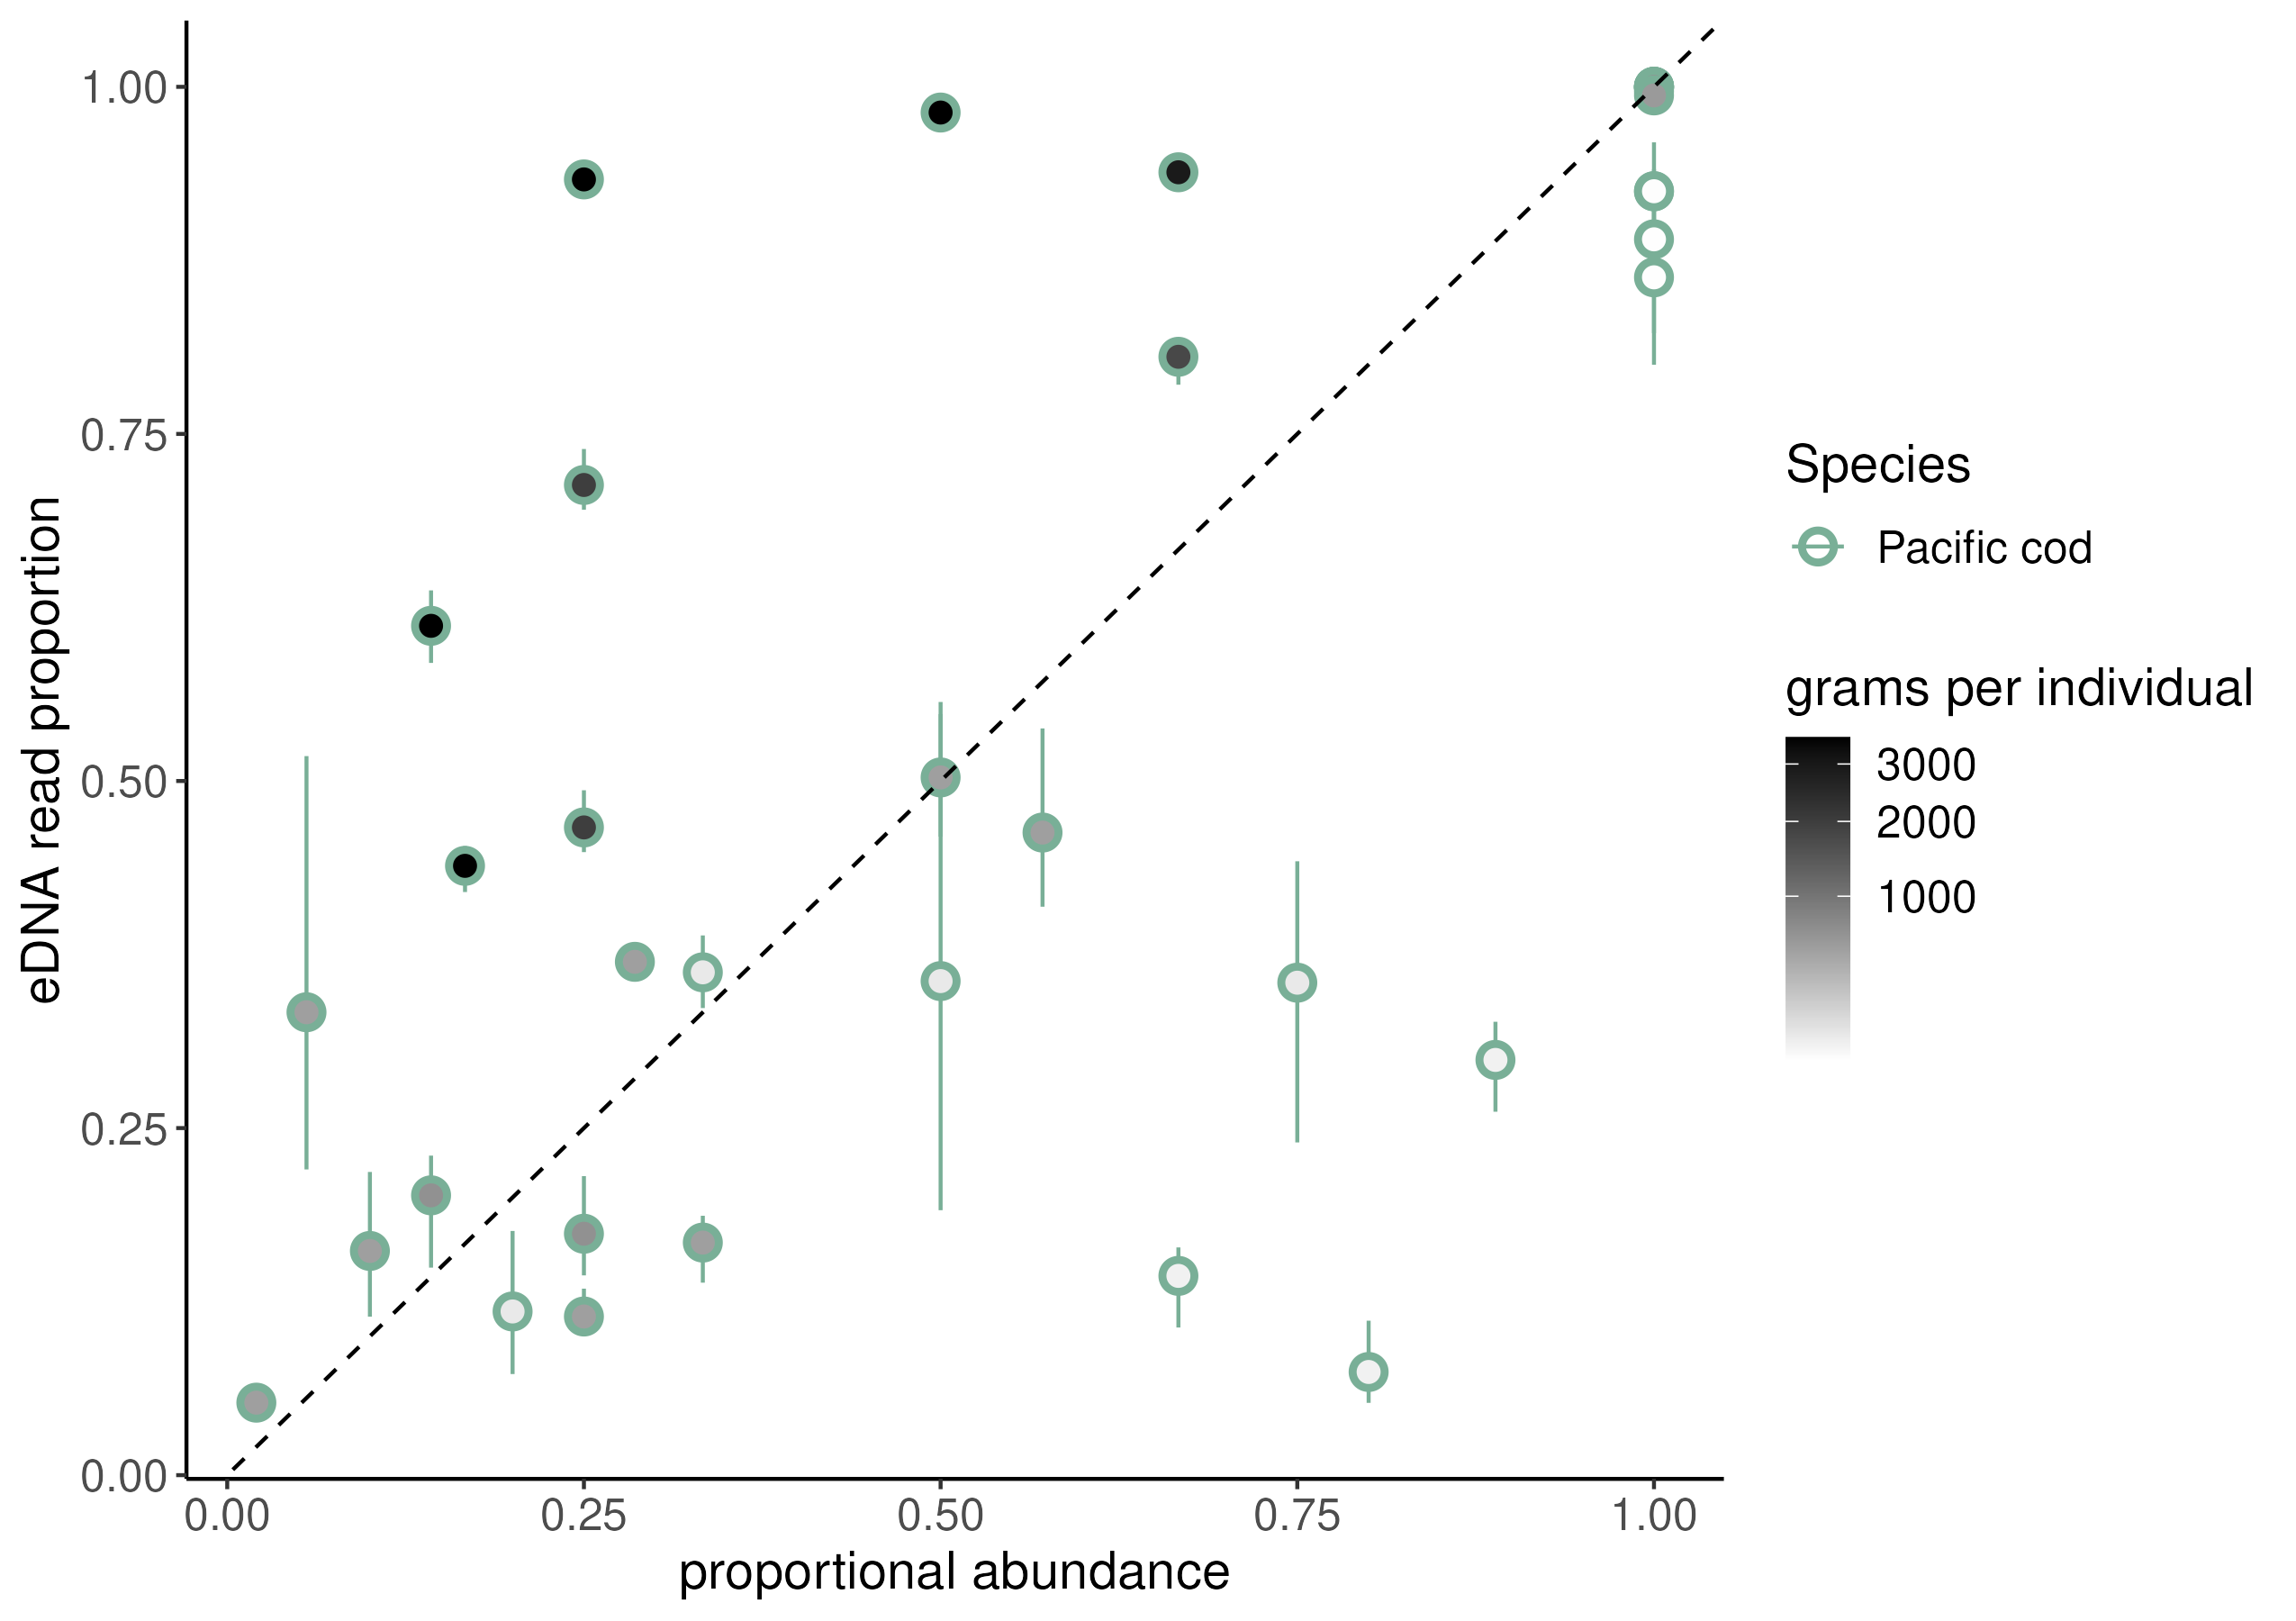 eDNA read proportion
1.00
0.75
0.50
0.25
0.00
0.00
0.25
0.50
0.75
1.00
proportional abundance
Species
Pacific cod
grams per individual
3000
2000
1000